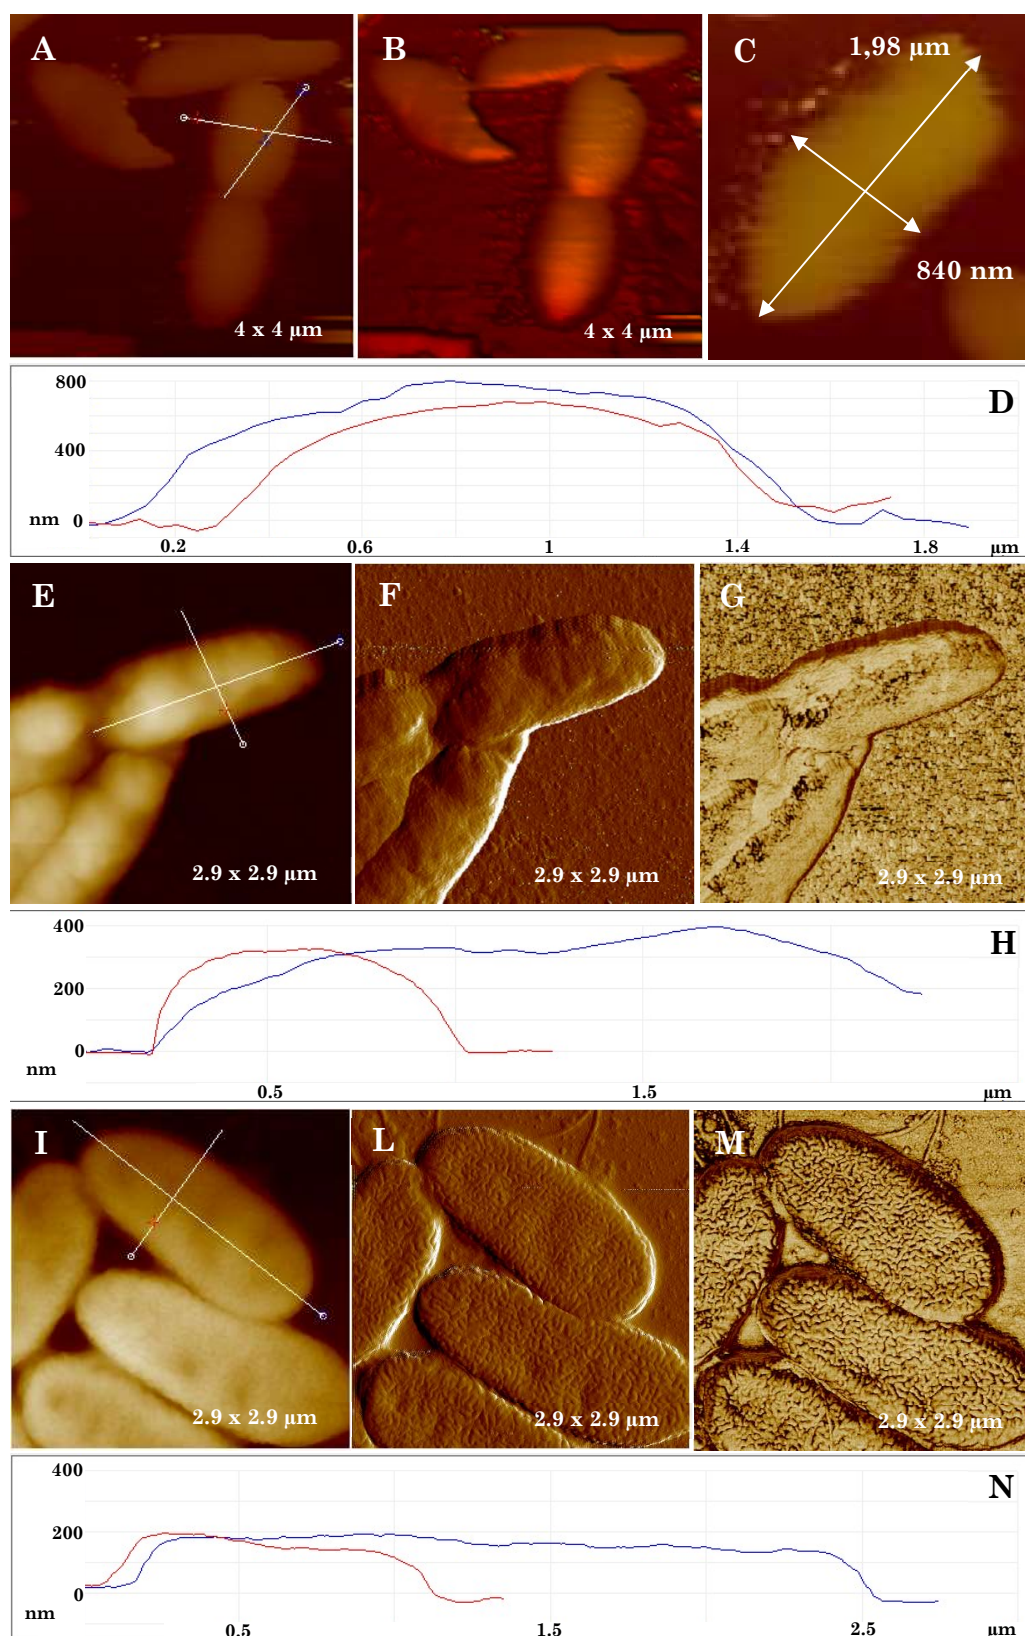 A
B
C
1,98 µm
840 nm
4 x 4 µm
4 x 4 µm
800
D
400
nm 0
0.2 0.6 1 1.4 1.8 µm
E
F
G
2.9 x 2.9 µm
2.9 x 2.9 µm
2.9 x 2.9 µm
400
H
200
0
nm
0.5 1.5 µm
I
L
M
2.9 x 2.9 µm
2.9 x 2.9 µm
2.9 x 2.9 µm
400
N
200
0
nm
0.5 1.5 2.5 µm